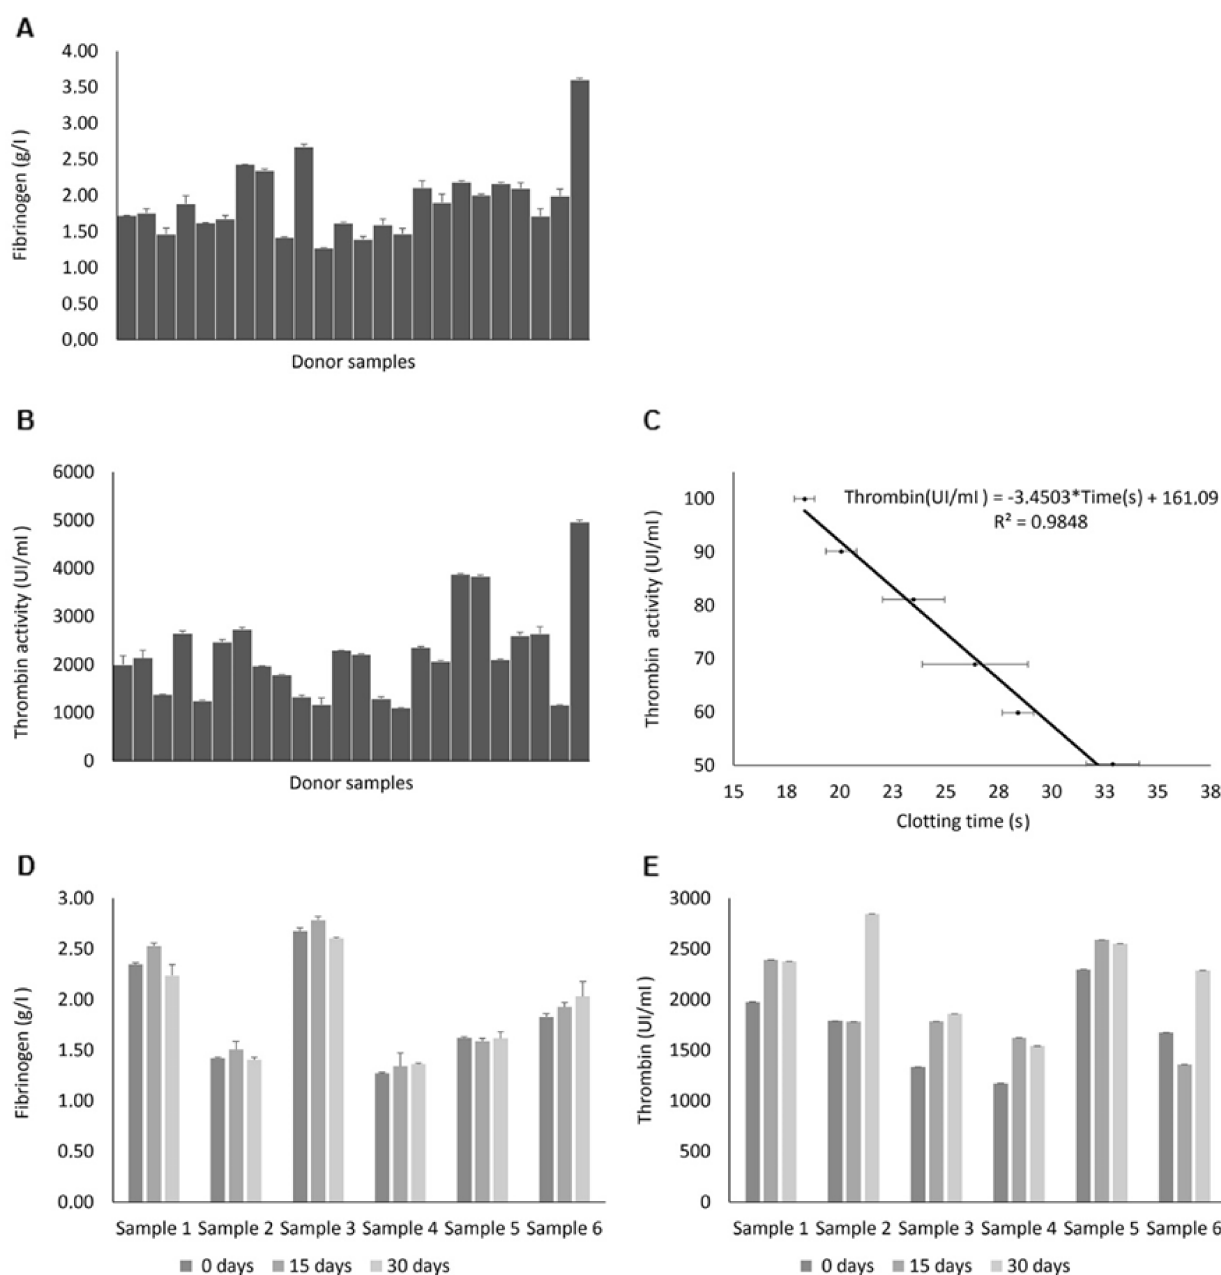 A
4.00
3.50
3.00
2.50
2.00
1.50
1.00
0.50
0.00
Fibrinogen (g/l)
Donor samples
B
6000
5000
4000
3000
2000
1000
0
Thrombin activity (UI/ml)
Donor samples
C
100
90
80
70
60
50
Thrombin activity (UI/ml)
Thrombin(UI/ml) = -3.4503*Time(s) + 161.09
R² = 0.9848
15 18 20 23 25 28 30 33 35 38
Clotting time (s)
D
3.00
2.50
2.00
1.50
1.00
0.50
0.00
Fibrinogen (g/l)
Sample 1 Sample 2 Sample 3 Sample 4 Sample 5 Sample 6
0 days 15 days 30 days
E
3000
2500
2000
1500
1000
500
0
Thrombin (UI/ml)
Sample 1 Sample 2 Sample 3 Sample 4 Sample 5 Sample 6
0 days 15 days 30 days